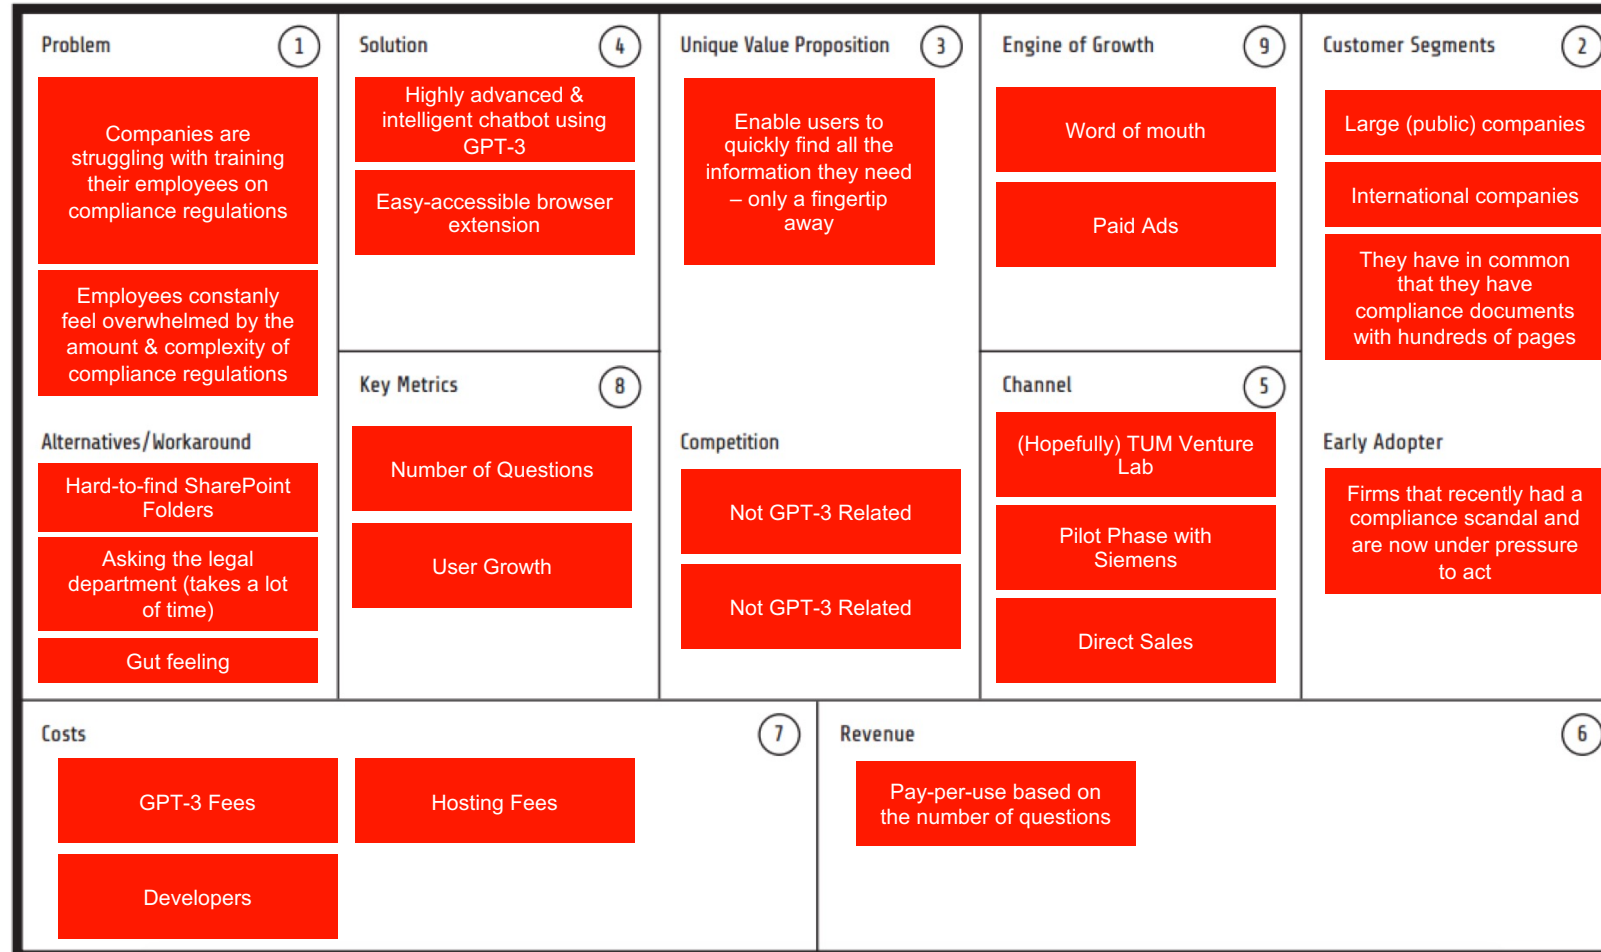 Problem
1
Companies are
struggling with training
their employees on
compliance regulations
Employees constanly
feel overwhelmed by the
amount & complexity of
compliance regulations
Alternatives/Workaround
Hard-to-find SharePoint
Folders
Asking the legal
department (takes a lot
of time)
Gut feeling
Solution
4
Highly advanced &
intelligent chatbot using
GPT-3
Easy-accessible browser
extension
Key Metrics
8
Number of Questions
User Growth
Unique Value Proposition
3
Enable users to
quickly find all the
information they need
– only a fingertip
away
Competition
Not GPT-3 Related
Not GPT-3 Related
Engine of Growth
9
Word of mouth
Paid Ads
Channel
5
(Hopefully) TUM Venture
Lab
Pilot Phase with
Siemens
Direct Sales
Customer Segments
2
Large (public) companies
International companies
They have in common
that they have
compliance documents
with hundreds of pages
Early Adopter
Firms that recently had a
compliance scandal and
are now under pressure
to act
Costs
7
GPT-3 Fees
Hosting Fees
Developers
Revenue
6
Pay-per-use based on
the number of questions